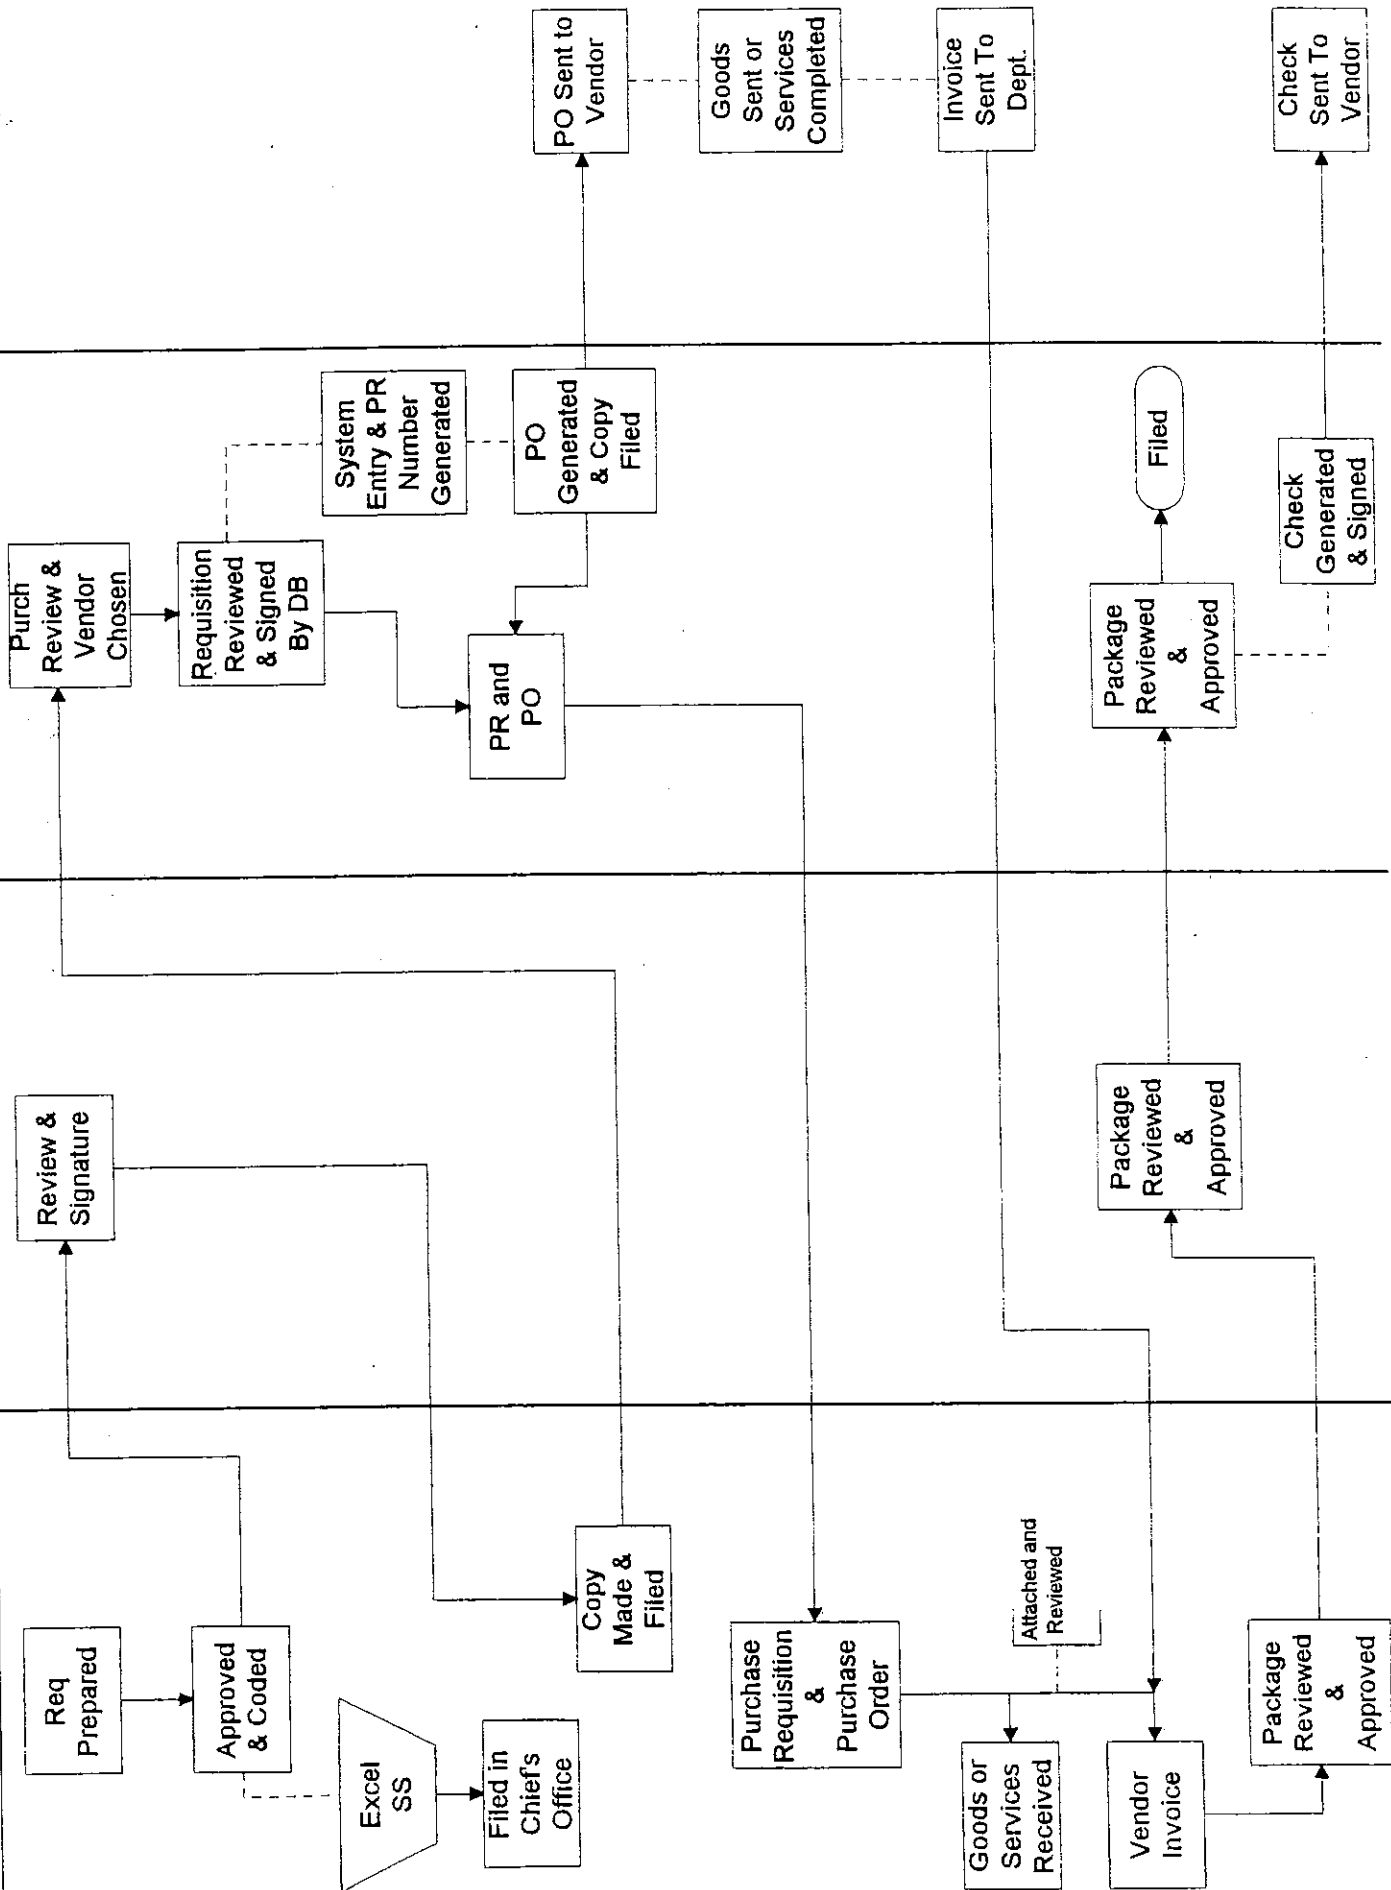 Req
Prepared
Approved
& Coded
Excel
SS
Filed in
Chief's
Office
Copy
Made &
Filed
Purchase
Requisition
&
Purchase
Order
Attached and
Reviewed
Goods or
Services
Received
Vendor
Invoice
Package
Reviewed
&
Approved
Review &
Signature
Package
Reviewed
&
Approved
Purch
Review &
Vendor
Chosen
Requisition
Reviewed
& Signed
By DB
System
Entry & PR
Number
Generated
PO
Generated
& Copy
Filed
PR and
PO
Package
Reviewed
&
Approved
Filed
Check
Generated
& Signed
PO Sent to
Vendor
Goods
Sent or
Services
Completed
Invoice
Sent To
Dept.
Check
Sent To
Vendor